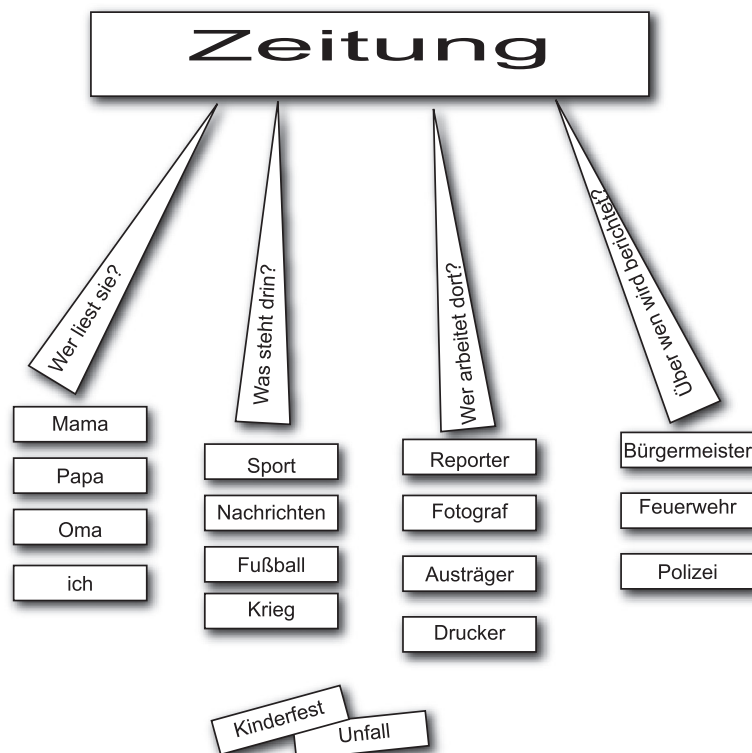 Zeitung
Wer liest sie?
Mama
Papa
Oma
ich
Was steht drin?
Sport
Nachrichten
Fußball
Krieg
Wer arbeitet dort?
Reporter
Fotograf
Austräger
Drucker
Über wen wird berichtet?
Bürgermeister
Feuerwehr
Polizei
Kinderfest
Unfall